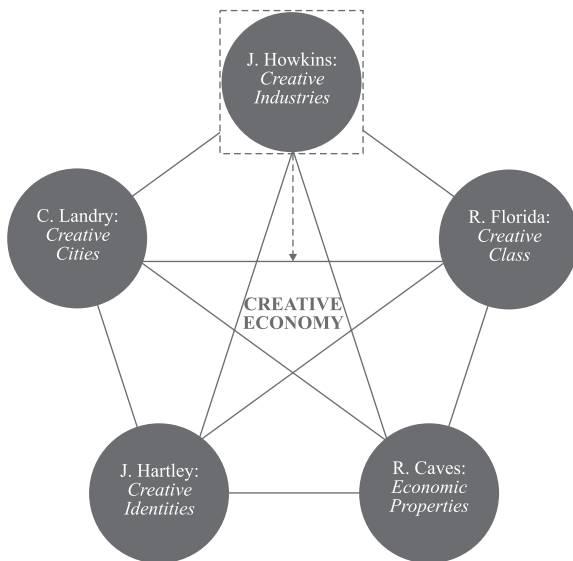 J. Howkins:
Creative
Industries
C. Landry:
Creative
Cities
R. Florida:
Creative
Class
CREATIVE
ECONOMY
J. Hartley:
Creative
Identities
R. Caves:
Economic
Properties